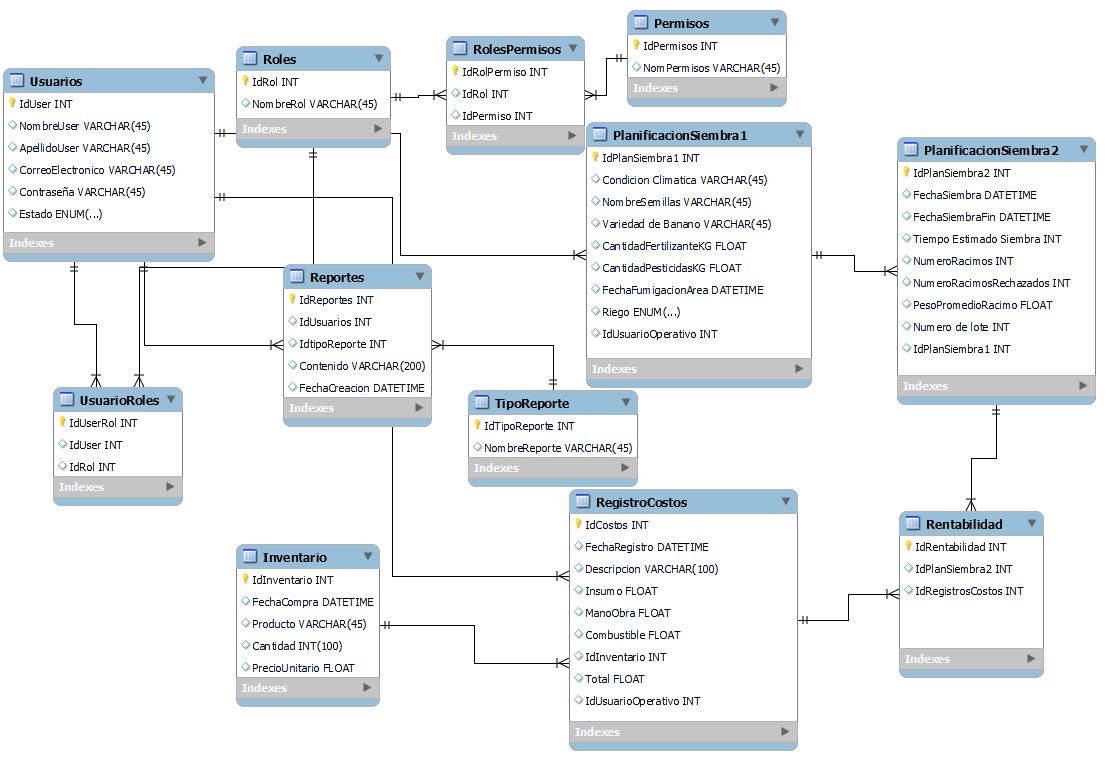 Usuarios
IdUser INT
NombreUser VARCHAR(45)
ApellidoUser VARCHAR(45)
CorreoElectronico VARCHAR(45)
Contraseña VARCHAR(45)
Estado ENUM(...)
Indexes
Roles
IdRol INT
NombreRol VARCHAR(45)
Indexes
RolesPermisos
IdRolPermiso INT
IdRol INT
IdPermiso INT
Indexes
Permisos
IdPermisos INT
NomPermisos VARCHAR(45)
Indexes
PlanificacionSiembra1
IdPlanSiembra1 INT
Condicion Climatica VARCHAR(45)
NombreSemillas VARCHAR(45)
Variedad de Banano VARCHAR(45)
CantidadFertilizanteKG FLOAT
CantidadPesticidasKG FLOAT
FechaFumigacionArea DATETIME
Riego ENUM(...)
IdUsuarioOperativo INT
Indexes
PlanificacionSiembra2
IdPlanSiembra2 INT
FechaSiembra DATETIME
FechaSiembraFin DATETIME
Tiempo Estimado Siembra INT
NumeroRacimos INT
NumeroRacimosRechazados INT
PesoPromedioRacimo FLOAT
Numero de lote INT
IdPlanSiembra1 INT
Indexes
Reportes
IdReportes INT
IdUsuarios INT
IdtipoReporte INT
Contenido VARCHAR(200)
FechaCreacion DATETIME
Indexes
UsuarioRoles
IdUserRol INT
IdUser INT
IdRol INT
Indexes
TipoReporte
IdTipoReporte INT
NombreReporte VARCHAR(45)
Indexes
RegistroCostos
IdCostos INT
FechaRegistro DATETIME
Descripcion VARCHAR(100)
Insumo FLOAT
ManoObra FLOAT
Combustible FLOAT
IdInventario INT
Total FLOAT
IdUsuarioOperativo INT
Indexes
Rentabilidad
IdRentabilidad INT
IdPlanSiembra2 INT
IdRegistrosCostos INT
Indexes
Inventario
IdInventario INT
FechaCompra DATETIME
Producto VARCHAR(45)
Cantidad INT(100)
PrecioUnitario FLOAT
Indexes